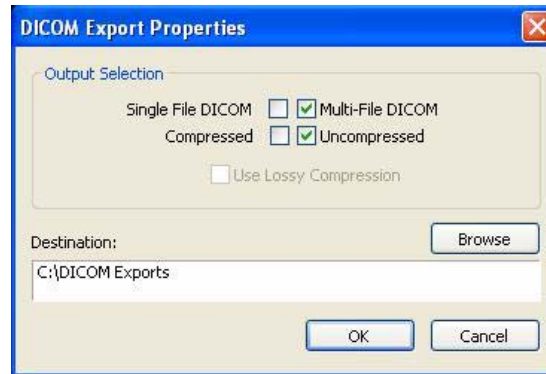 DICOM Export Properties
Output Selection
Single File DICOM Multi-File DICOM
Compressed Uncompressed
Use Lossy Compression
Destination:
Browse
C:\DICOM Exports
OK Cancel